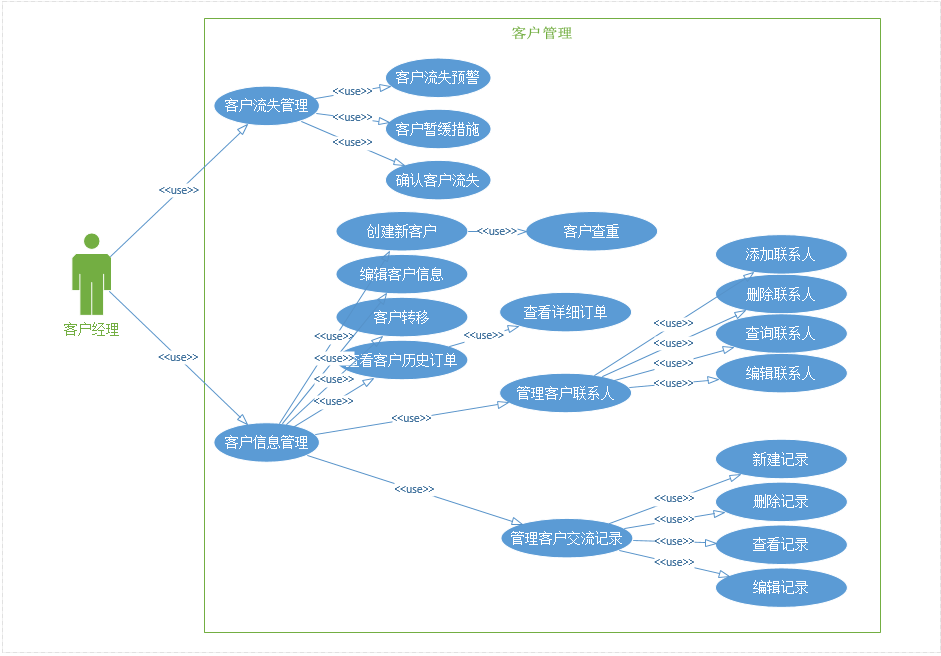 客户管理
客户流失预警
<<use>>
客户流失管理
<<use>>
客户暂缓措施
<<use>>
确认客户流失
<<use>>
创建新客户
<<use>>
客户查重
编辑客户信息
添加联系人
删除联系人
客户转移
查看详细订单
<<use>>
客户经理
<<use>>
<<use>>
查询联系人
<<use>>
<<use>>
<<use>>
查看客户历史订单
<<use>>
<<use>>
编辑联系人
<<use>>
<<use>>
管理客户联系人
<<use>>
<<use>>
客户信息管理
新建记录
<<use>>
<<use>>
删除记录
<<use>>
管理客户交流记录
<<use>>
查看记录
<<use>>
编辑记录